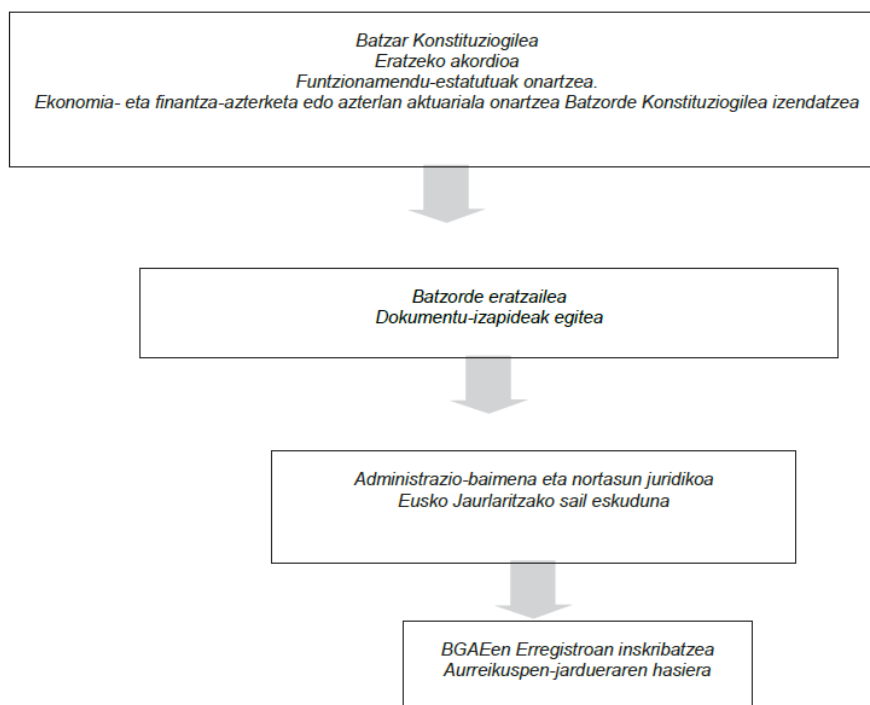 Batzar Konstituziogilea
Eratzeko akordioa
Funtzionamendu-estatutuak onartzea.
Ekonomia- eta finantza-azterketa edo azterlan aktuariala onartzea Batzorde Konstituziogilea izendatzea
Batzorde eratzailea
Dokumentu-izapideak egitea
Administrazio-baimena eta nortasun juridikoa
Eusko Jaurlaritzako sail eskuduna
BGAEen Erregistroan inskribatzea
Aurreikuspen-jardueraren hasiera